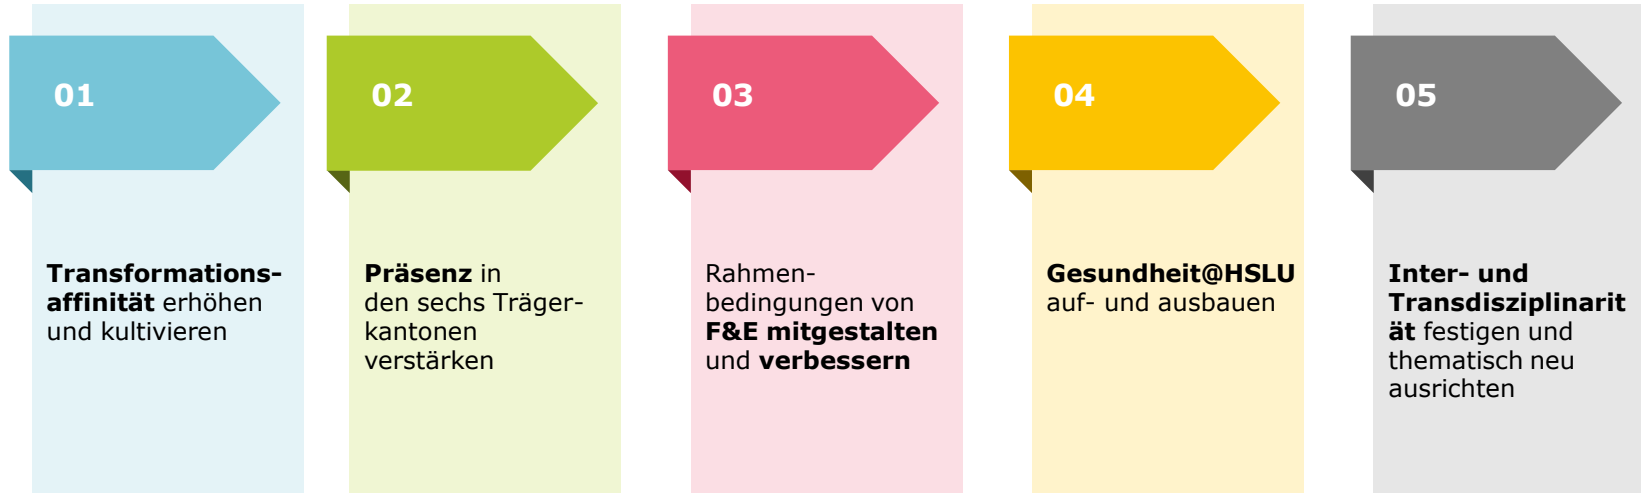 01
Transformations-
affinität erhöhen
und kultivieren
02
Präsenz in
den sechs Träger-
kantonen
verstärken
03
Rahmen-
bedingungen von
F&E mitgestalten
und verbessern
04
Gesundheit@HSLU
auf- und ausbauen
05
Inter- und
Transdisziplinarit
ät festigen und
thematisch neu
ausrichten